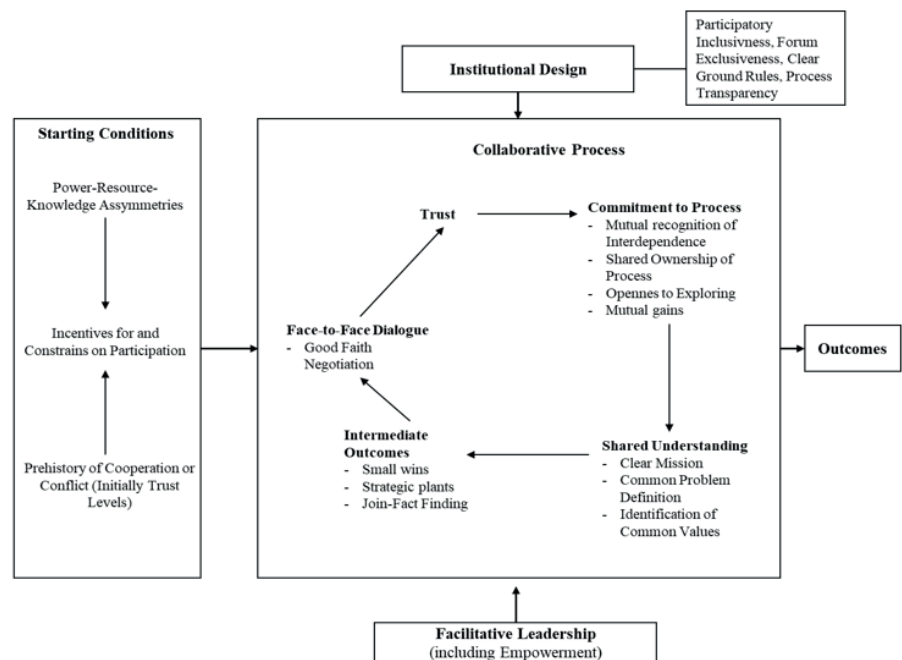 Participatory
Inclusivness, Forum
Exclusiveness, Clear
Ground Rules, Process
Transparency
Institutional Design
Starting Conditions
Power-Resource-
Knowledge Assymmetries
Incentives for and
Constrains on Participation
Prehistory of Cooperation or
Conflict (Initially Trust
Levels)
Collaborative Process
Trust
Commitment to Process
- Mutual recognition of
Interdependence
- Shared Ownership of
Process
- Opennes to Exploring
- Mutual gains
Face-to-Face Dialogue
- Good Faith
Negotiation
Intermediate
Outcomes
- Small wins
- Strategic plants
- Join-Fact Finding
Shared Understanding
- Clear Mission
- Common Problem
Definition
- Identification of
Common Values
Outcomes
Facilitative Leadership
(including Empowerment)